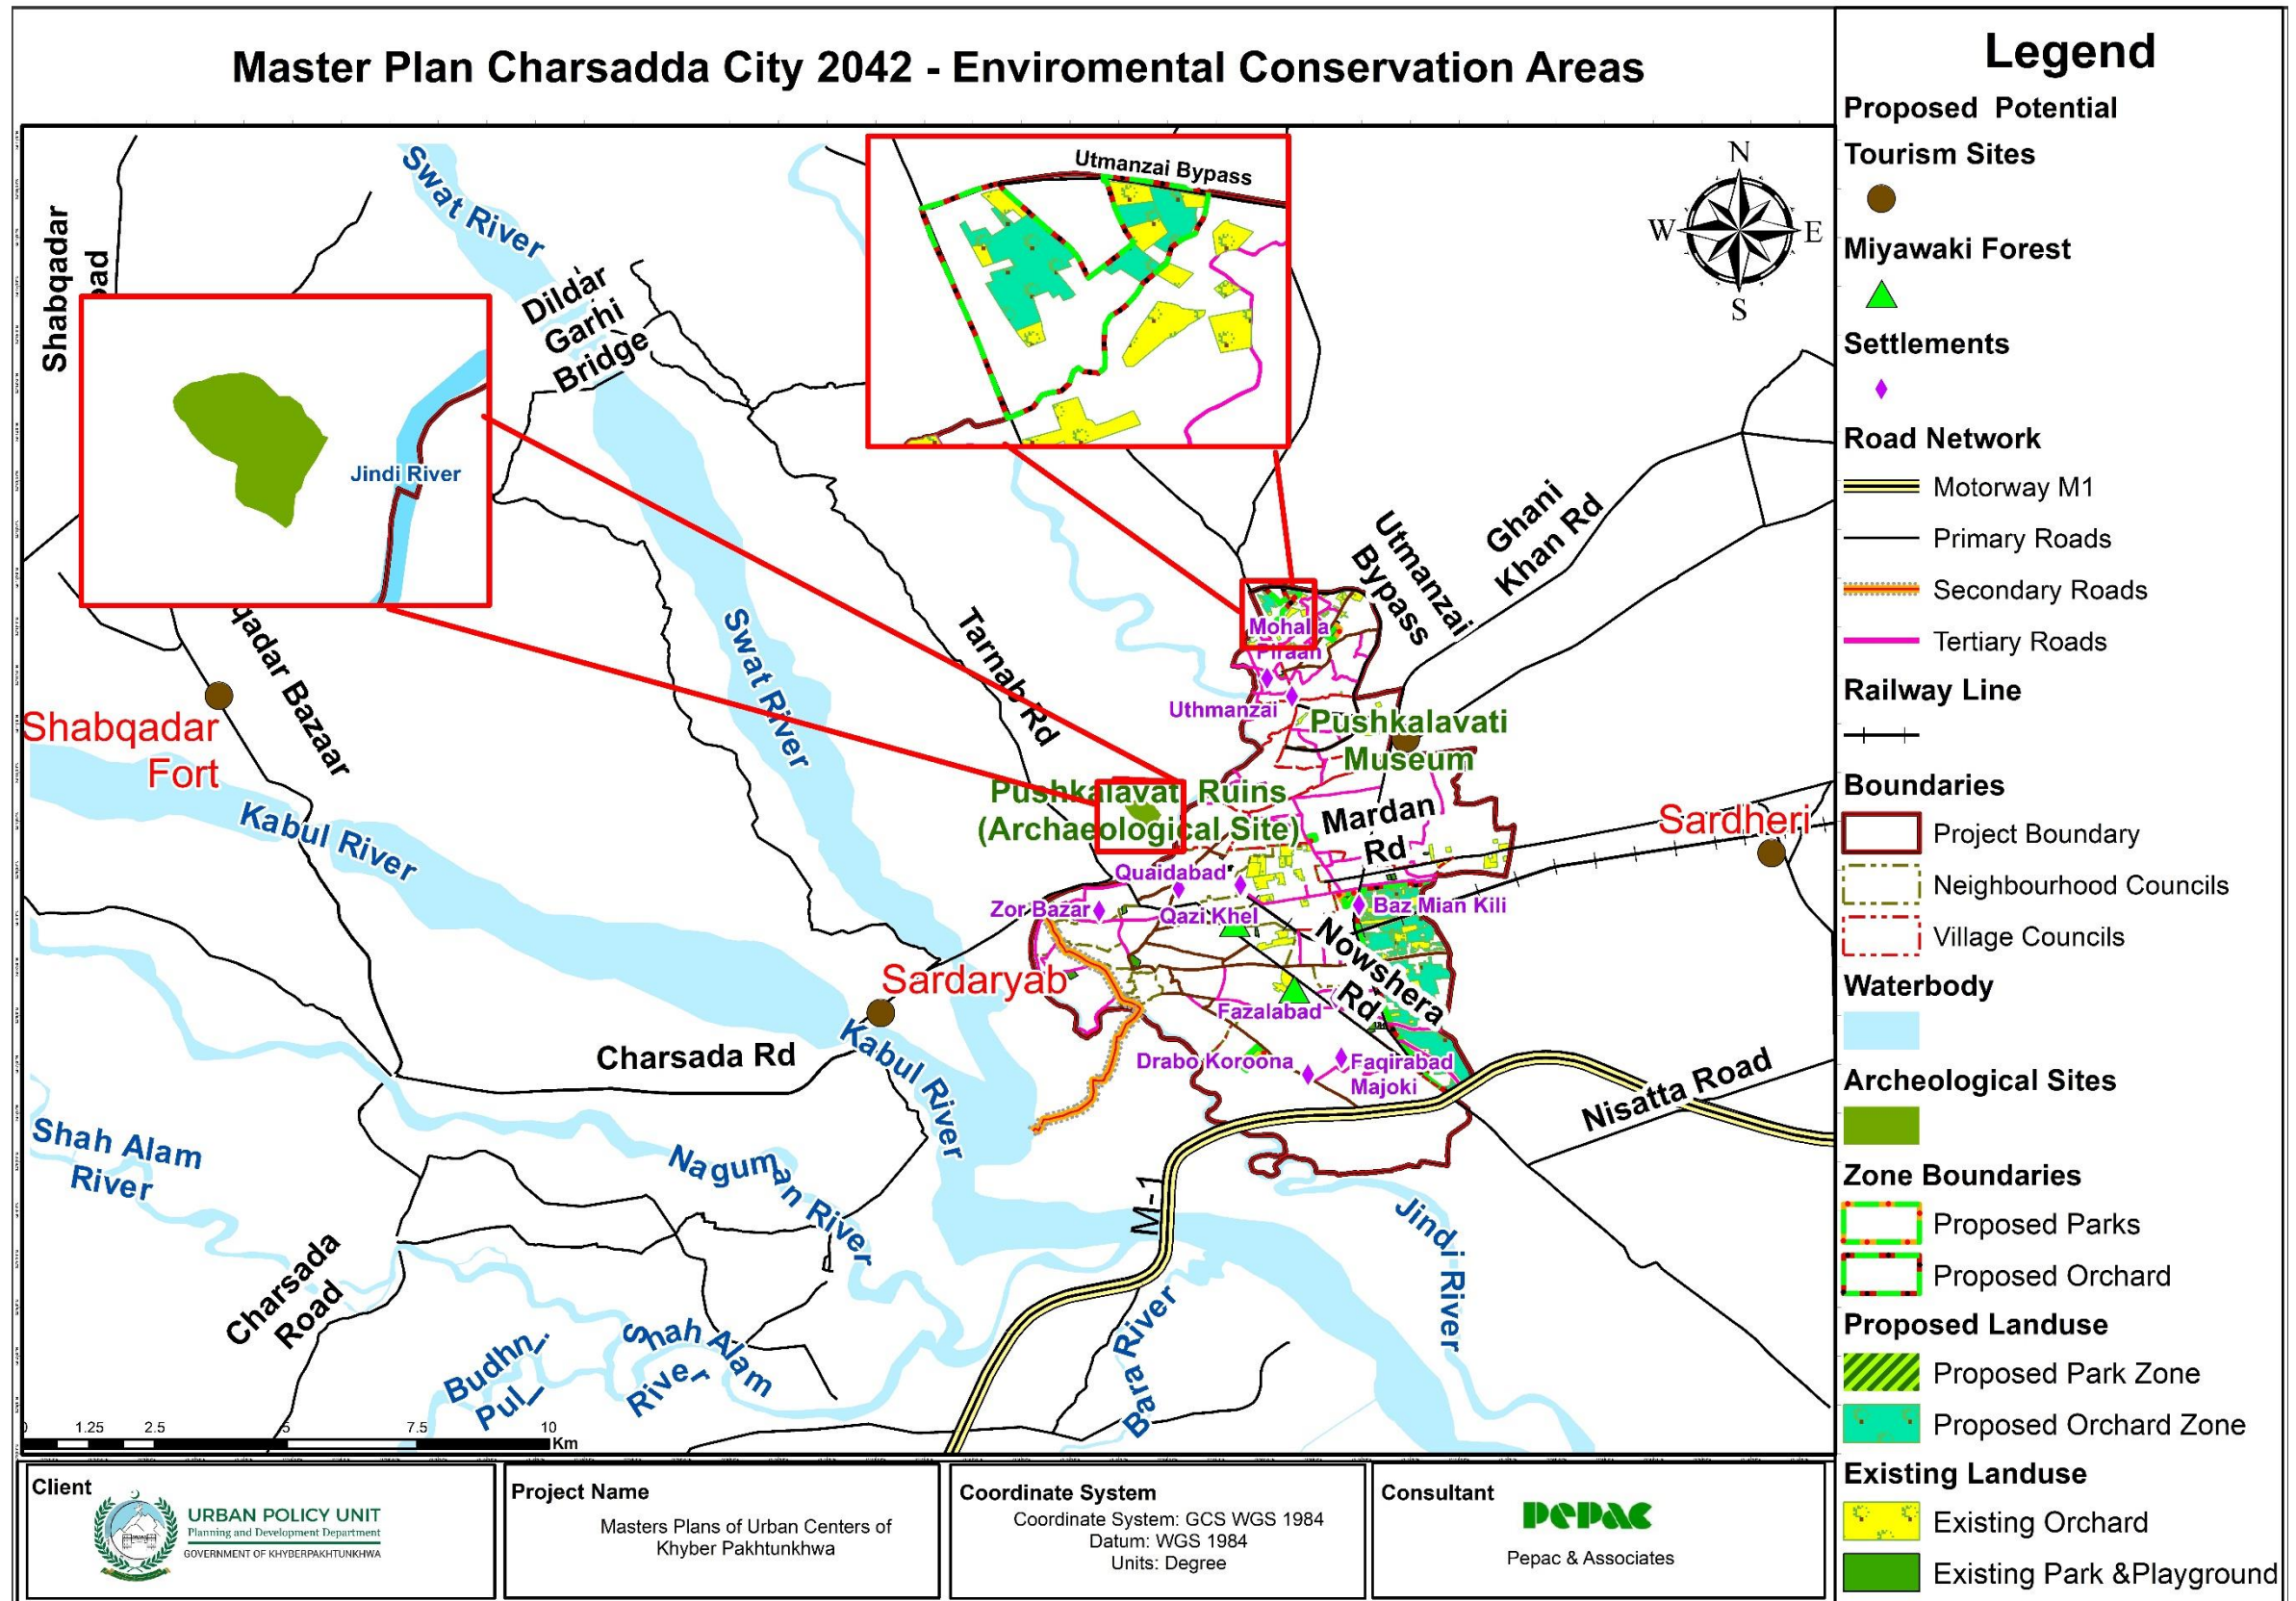 Master Plan Charsadda City 2042 - Enviromental Conservation Areas
Utmanzai Bypass
N
W
E
S
Swat River
Shabqadar
oad
Dildar
Garhi
Bridge
Jindi River
Utmanzai
Bypass
Ghani
Khan Rd
qadar Bazaar
Swat River
Tarnab Rd
Mohalla
Piraan
Uthmanzai
Pushkalavati
Museum
Shabqadar
Fort
Kabul River
Pushkalavat Ruins
(Archaeological Site)
Mardan
Rd
Sardheri
Quaidabad
Zor Bazar
Qazi Khel
Baz Mian Kili
Nowshera
Rd
Sardaryab
Fazalabad
Kabul River
Charsada Rd
Drabo Koroona
Faqirabad
Majoki
Nisatta Road
Shah Alam
River
Naguman River
M-1
Jindi River
Charsada
Road
Budhni
Pul
Shah Alam
River
Bara River
0 1.25 2.5 5 7.5 10
Km
Legend
Proposed Potential
Tourism Sites
Miyawaki Forest
Settlements
Road Network
Motorway M1
Primary Roads
Secondary Roads
Tertiary Roads
Railway Line
Boundaries
Project Boundary
Neighbourhood Councils
Village Councils
Waterbody
Archeological Sites
Zone Boundaries
Proposed Parks
Proposed Orchard
Proposed Landuse
Proposed Park Zone
Proposed Orchard Zone
Existing Landuse
Existing Orchard
Existing Park &Playground
Client
URBAN POLICY UNIT
Planning and Development Department
GOVERNMENT OF KHYBERPAKHTUNKHWA
Project Name
Masters Plans of Urban Centers of
Khyber Pakhtunkhwa
Coordinate System
Coordinate System: GCS WGS 1984
Datum: WGS 1984
Units: Degree
Consultant
PEPAC
Pepac & Associates